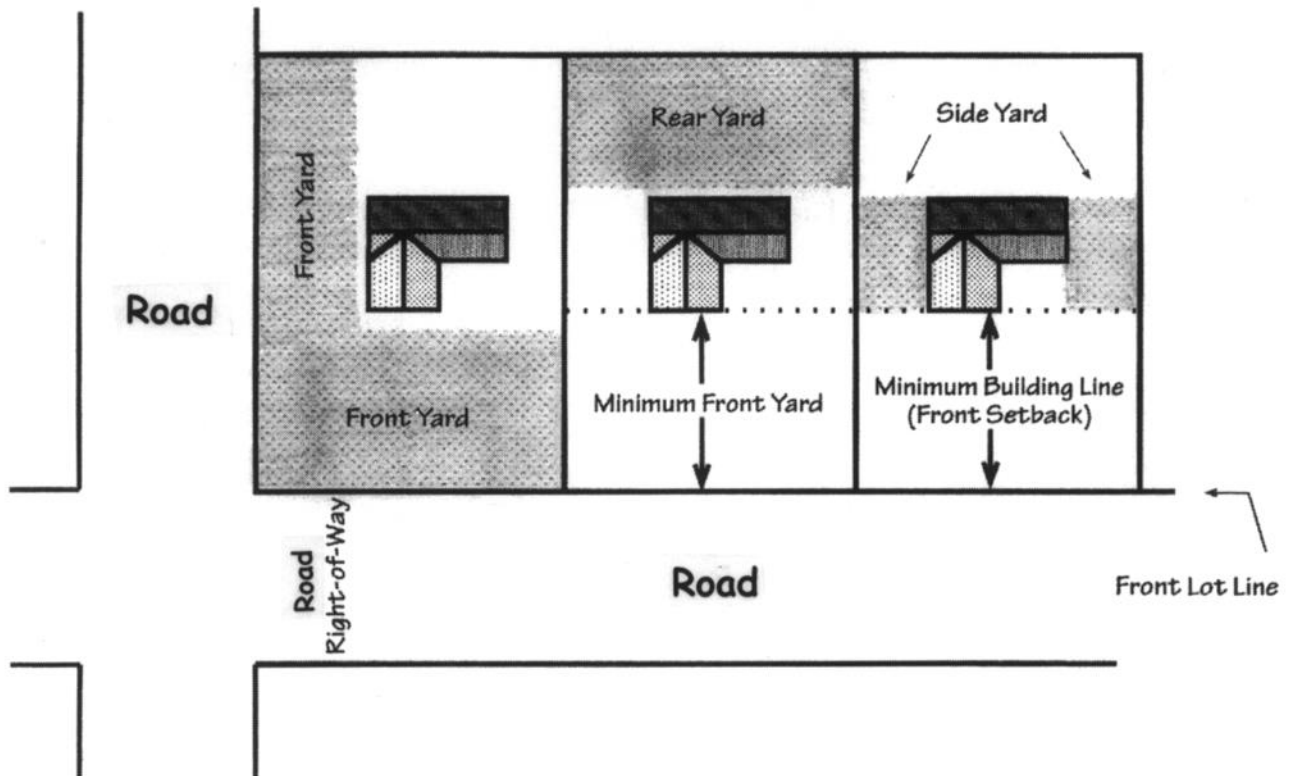 Rear Yard
Side Yard
Front Yard
Road
Front Yard
Minimum Front Yard
Minimum Building Line
(Front Setback)
Road
Right-of-Way
Road
Front Lot Line